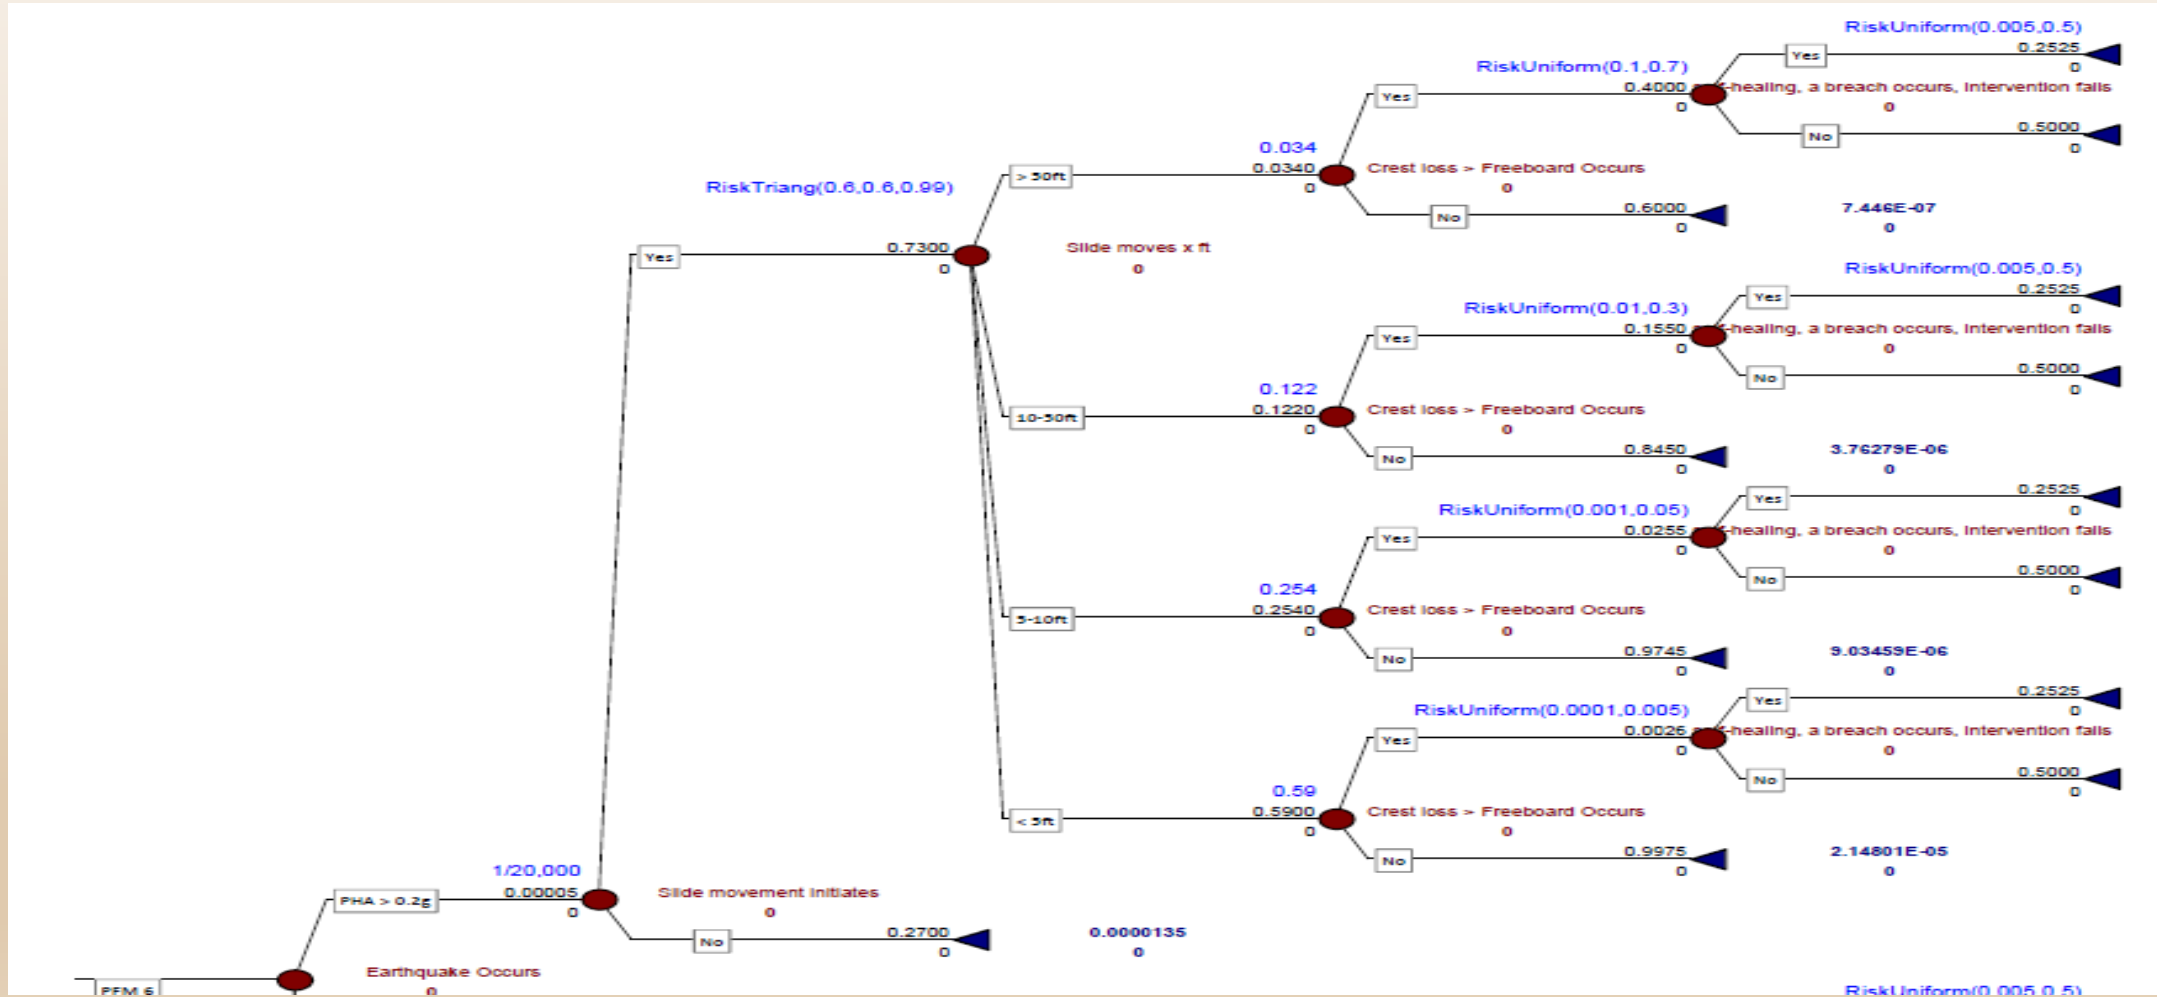 RiskUniform(0.005,0.5)
Yes
0.2525
0
RiskUniform(0.1,0.7)
Yes
0.4000
0
-healing, a breach occurs, intervention fails
0
No
0.5000
0
0.034
> 50ft
0.0340
0
Crest loss > Freeboard Occurs
0
No
0.6000
0
7.446E-07
0
RiskTriang(0.6,0.6,0.99)
Yes
0.7300
0
Slide moves x ft
0
RiskUniform(0.005,0.5)
Yes
0.2525
0
RiskUniform(0.01,0.3)
Yes
0.1550
0
-healing, a breach occurs, intervention fails
0
No
0.5000
0
0.122
10-50ft
0.1220
0
Crest loss > Freeboard Occurs
0
No
0.8450
0
3.76279E-06
0
Yes
0.2525
0
RiskUniform(0.001,0.05)
Yes
0.0255
0
-healing, a breach occurs, intervention fails
0
No
0.5000
0
0.254
5-10ft
0.2540
0
Crest loss > Freeboard Occurs
0
No
0.9745
0
9.03459E-06
0
Yes
0.2525
0
RiskUniform(0.0001,0.005)
Yes
0.0026
0
-healing, a breach occurs, intervention fails
0
No
0.5000
0
0.59
< 5ft
0.5900
0
Crest loss > Freeboard Occurs
0
No
0.9975
0
2.14801E-05
0
1/20,000
PHA > 0.2g
0.00005
0
Slide movement initiates
0
No
0.2700
0
0.0000135
0
PFM 6
Earthquake Occurs
0
RiskUniform(0.005,0.5)